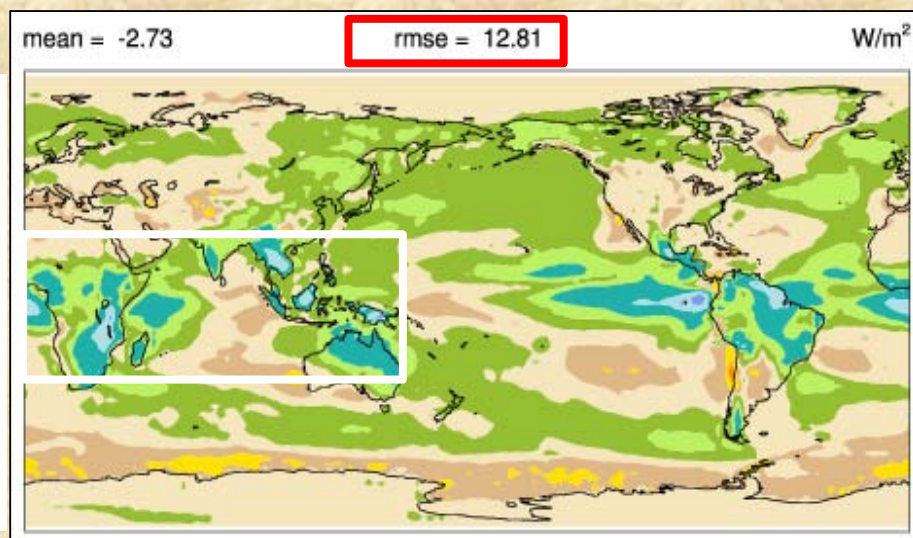 mean = -2.73 rmse = 12.81 W/m²